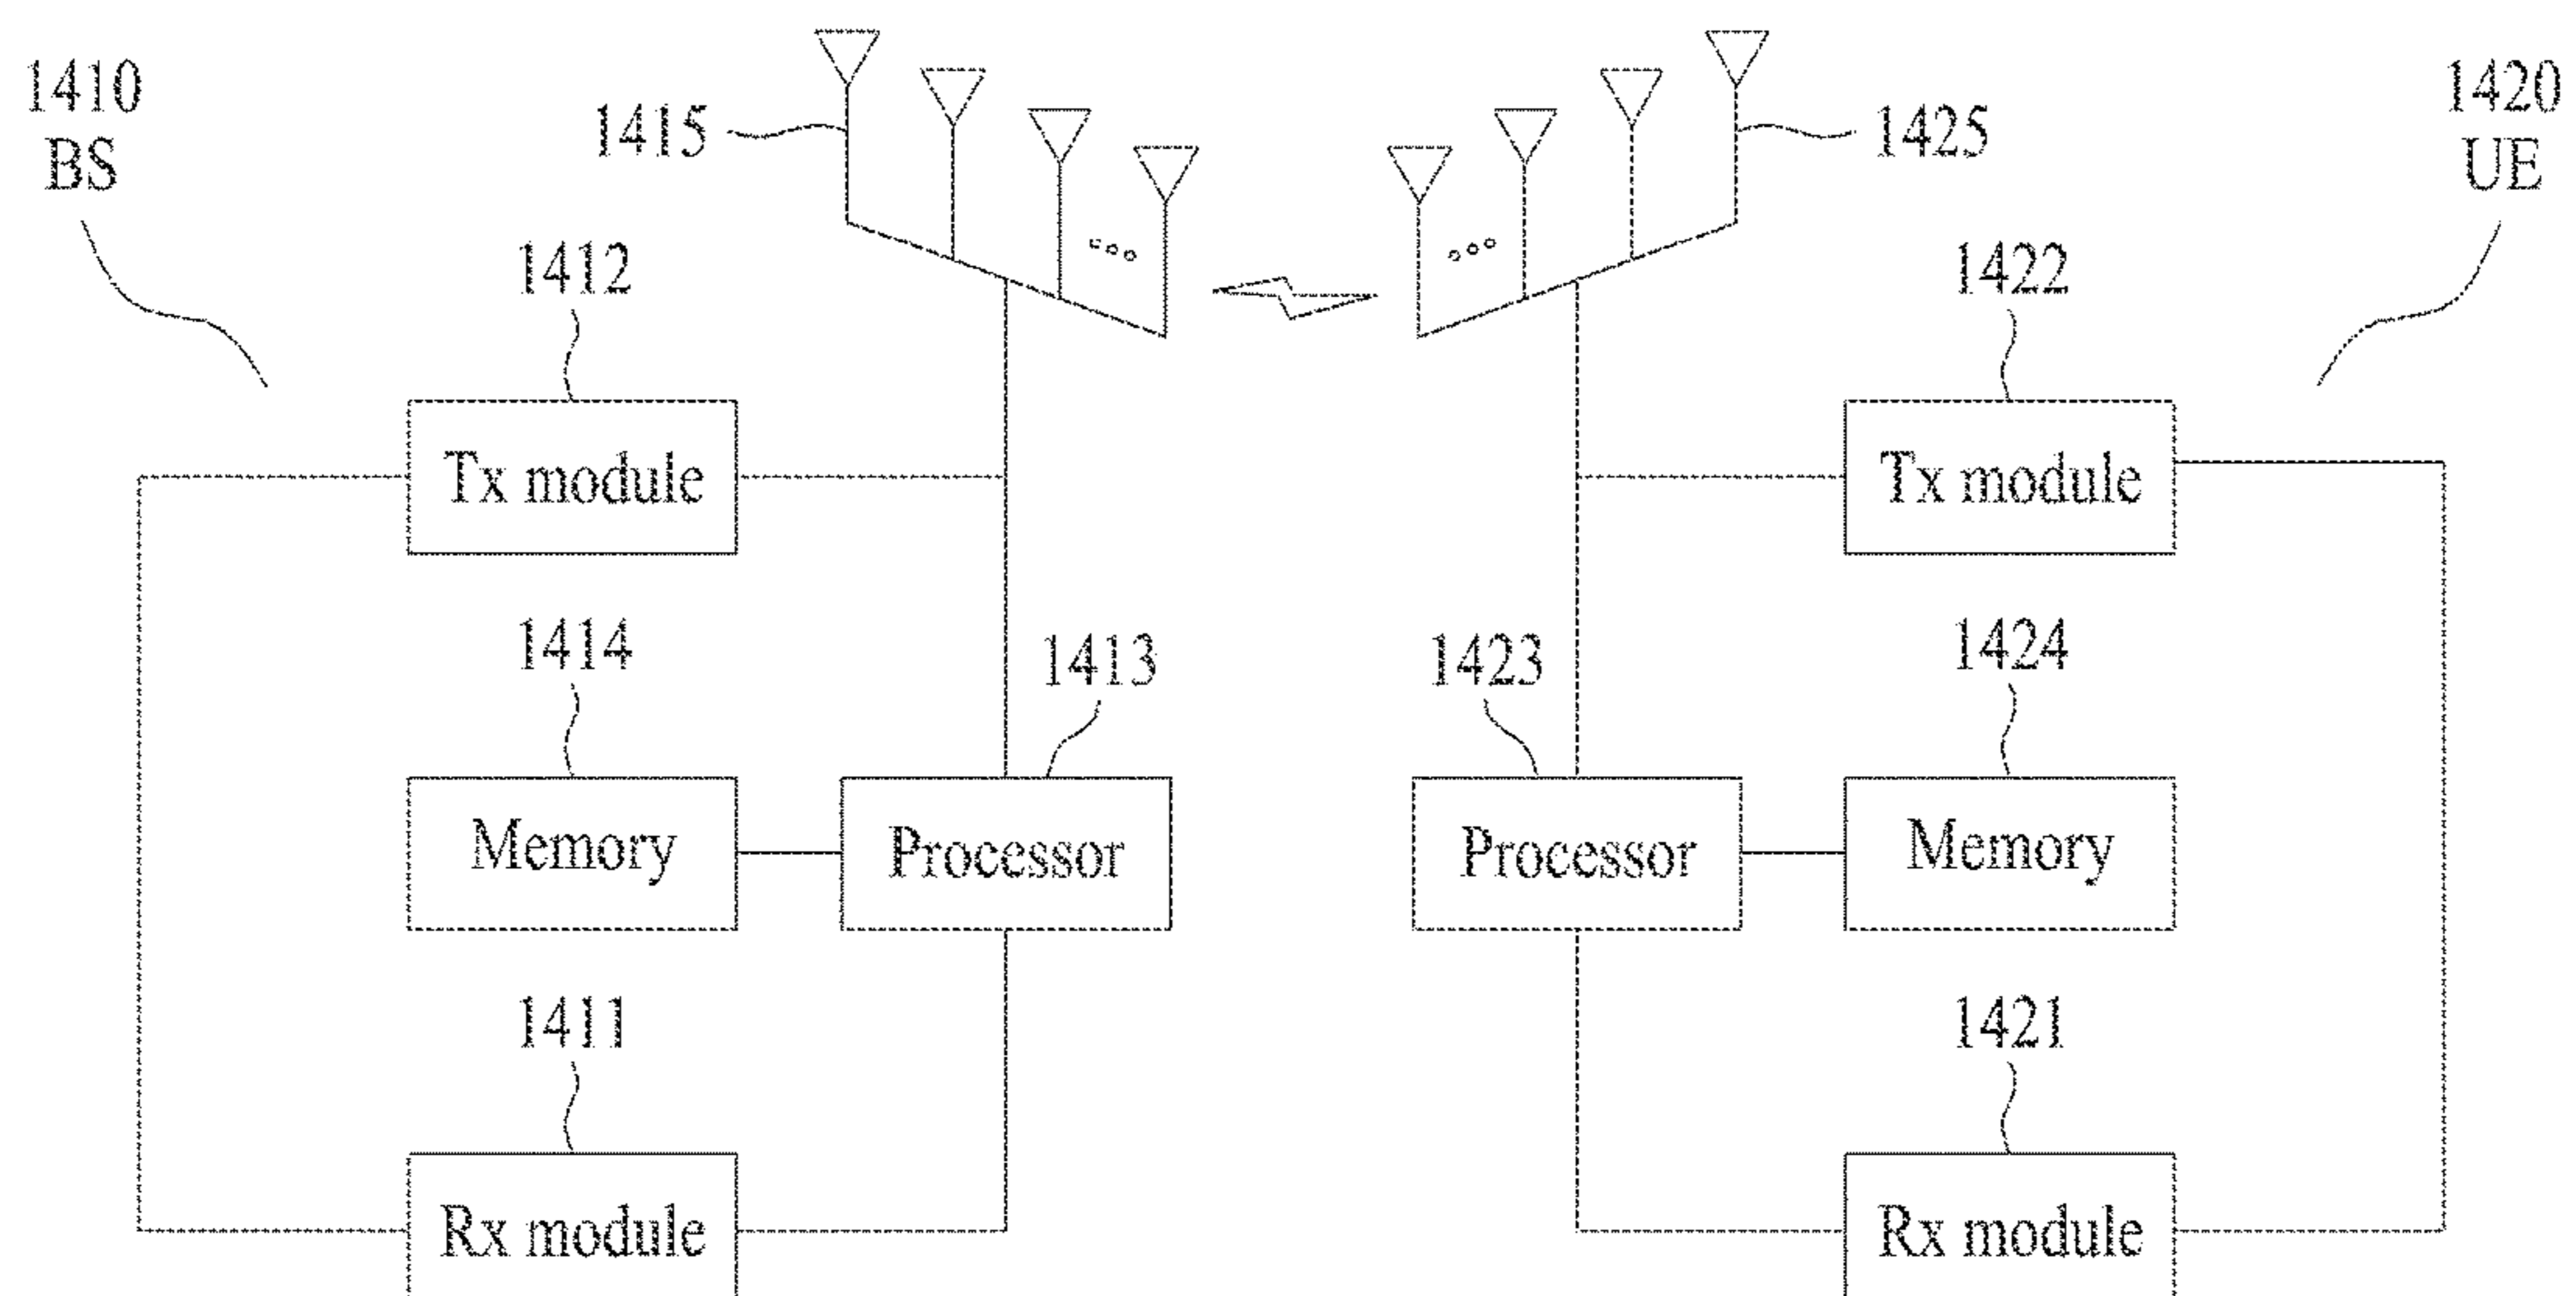 1410
BS
1415
1425
1420
UE
1412
1422
Tx module
Tx module
1414
1413
1423
1424
Memory
Processor
Processor
Memory
1411
1421
Rx module
Rx module